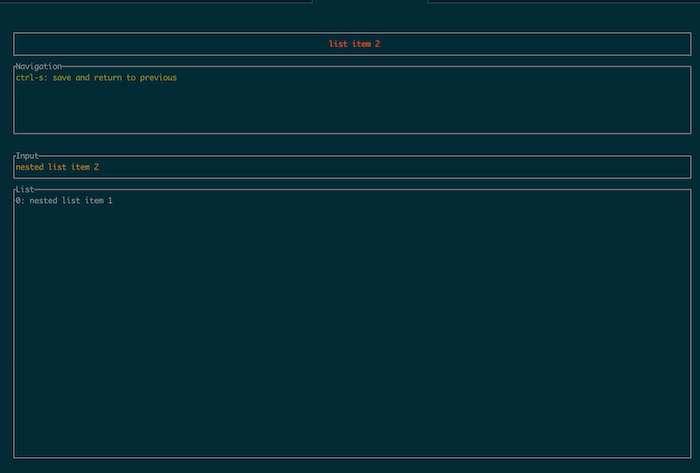 list item 2
Navigation
ctrl-s: save and return to previous
Input
nested list item 2
List
0: nested list item 1